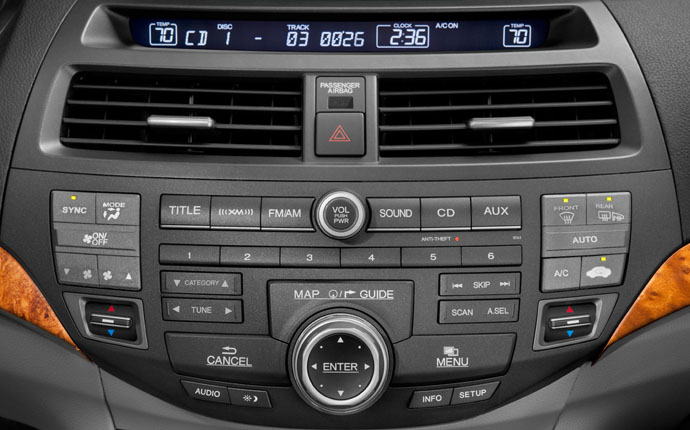 TEMP 70 CD DISC 1 - TRACK 03 0026 CLOCK 2:36 A/C ON TEMP 70
PASSENGER
AIRBAG
SYNC MODE
TITLE XM FM/AM VOL PUSH PWR SOUND CD AUX
FRONT REAR
ON/OFF
ANTI-THEFT
AUTO
1 2 3 4 5 6
A/C
CATEGORY
MAP GUIDE
SKIP
TUNE
SCAN A.SEL
ENTER
CANCEL
MENU
AUDIO
INFO SETUP